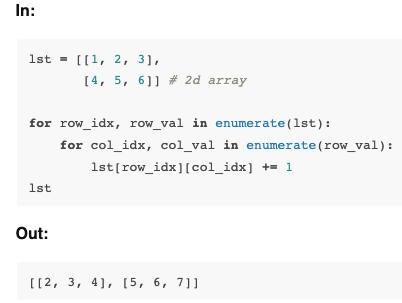 In:
lst = [[1, 2, 3],
       [4, 5, 6]] # 2d array

for row_idx, row_val in enumerate(lst):
    for col_idx, col_val in enumerate(row_val):
        lst[row_idx][col_idx] += 1
lst
Out:
[[2, 3, 4], [5, 6, 7]]